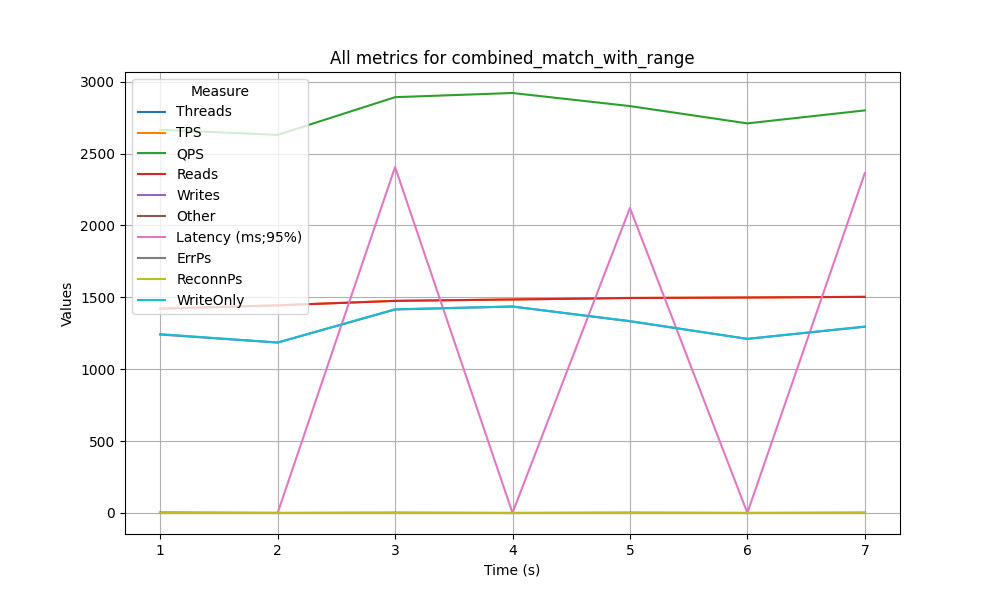 All metrics for combined_match_with_range
Values
3000
2500
2000
1500
1000
500
0
Measure
Threads
TPS
QPS
Reads
Writes
Other
Latency (ms;95%)
ErrPs
ReconnPs
WriteOnly
1 2 3 4 5 6 7
Time (s)